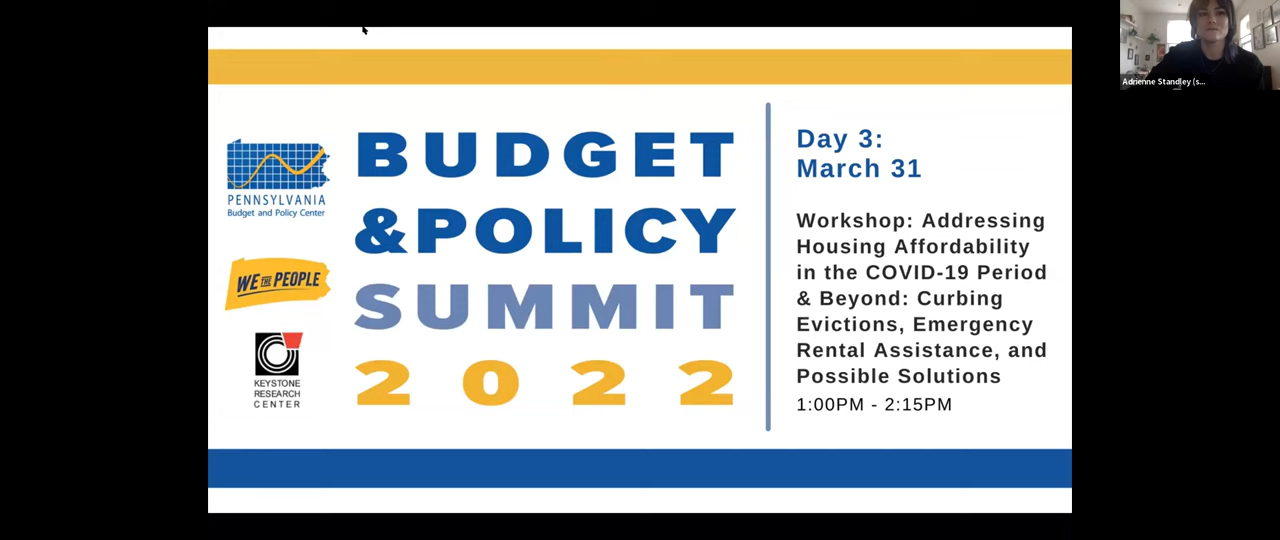 PENNSYLVANIA
Budget and Policy Center
WE THE PEOPLE
KEYSTONE
RESEARCH
CENTER
BUDGET
&POLICY
SUMMIT
2022
Day 3:
March 31
Workshop: Addressing
Housing Affordability
in the COVID-19 Period
& Beyond: Curbing
Evictions, Emergency
Rental Assistance, and
Possible Solutions
1:00PM - 2:15PM
Adrienne Standley (s...